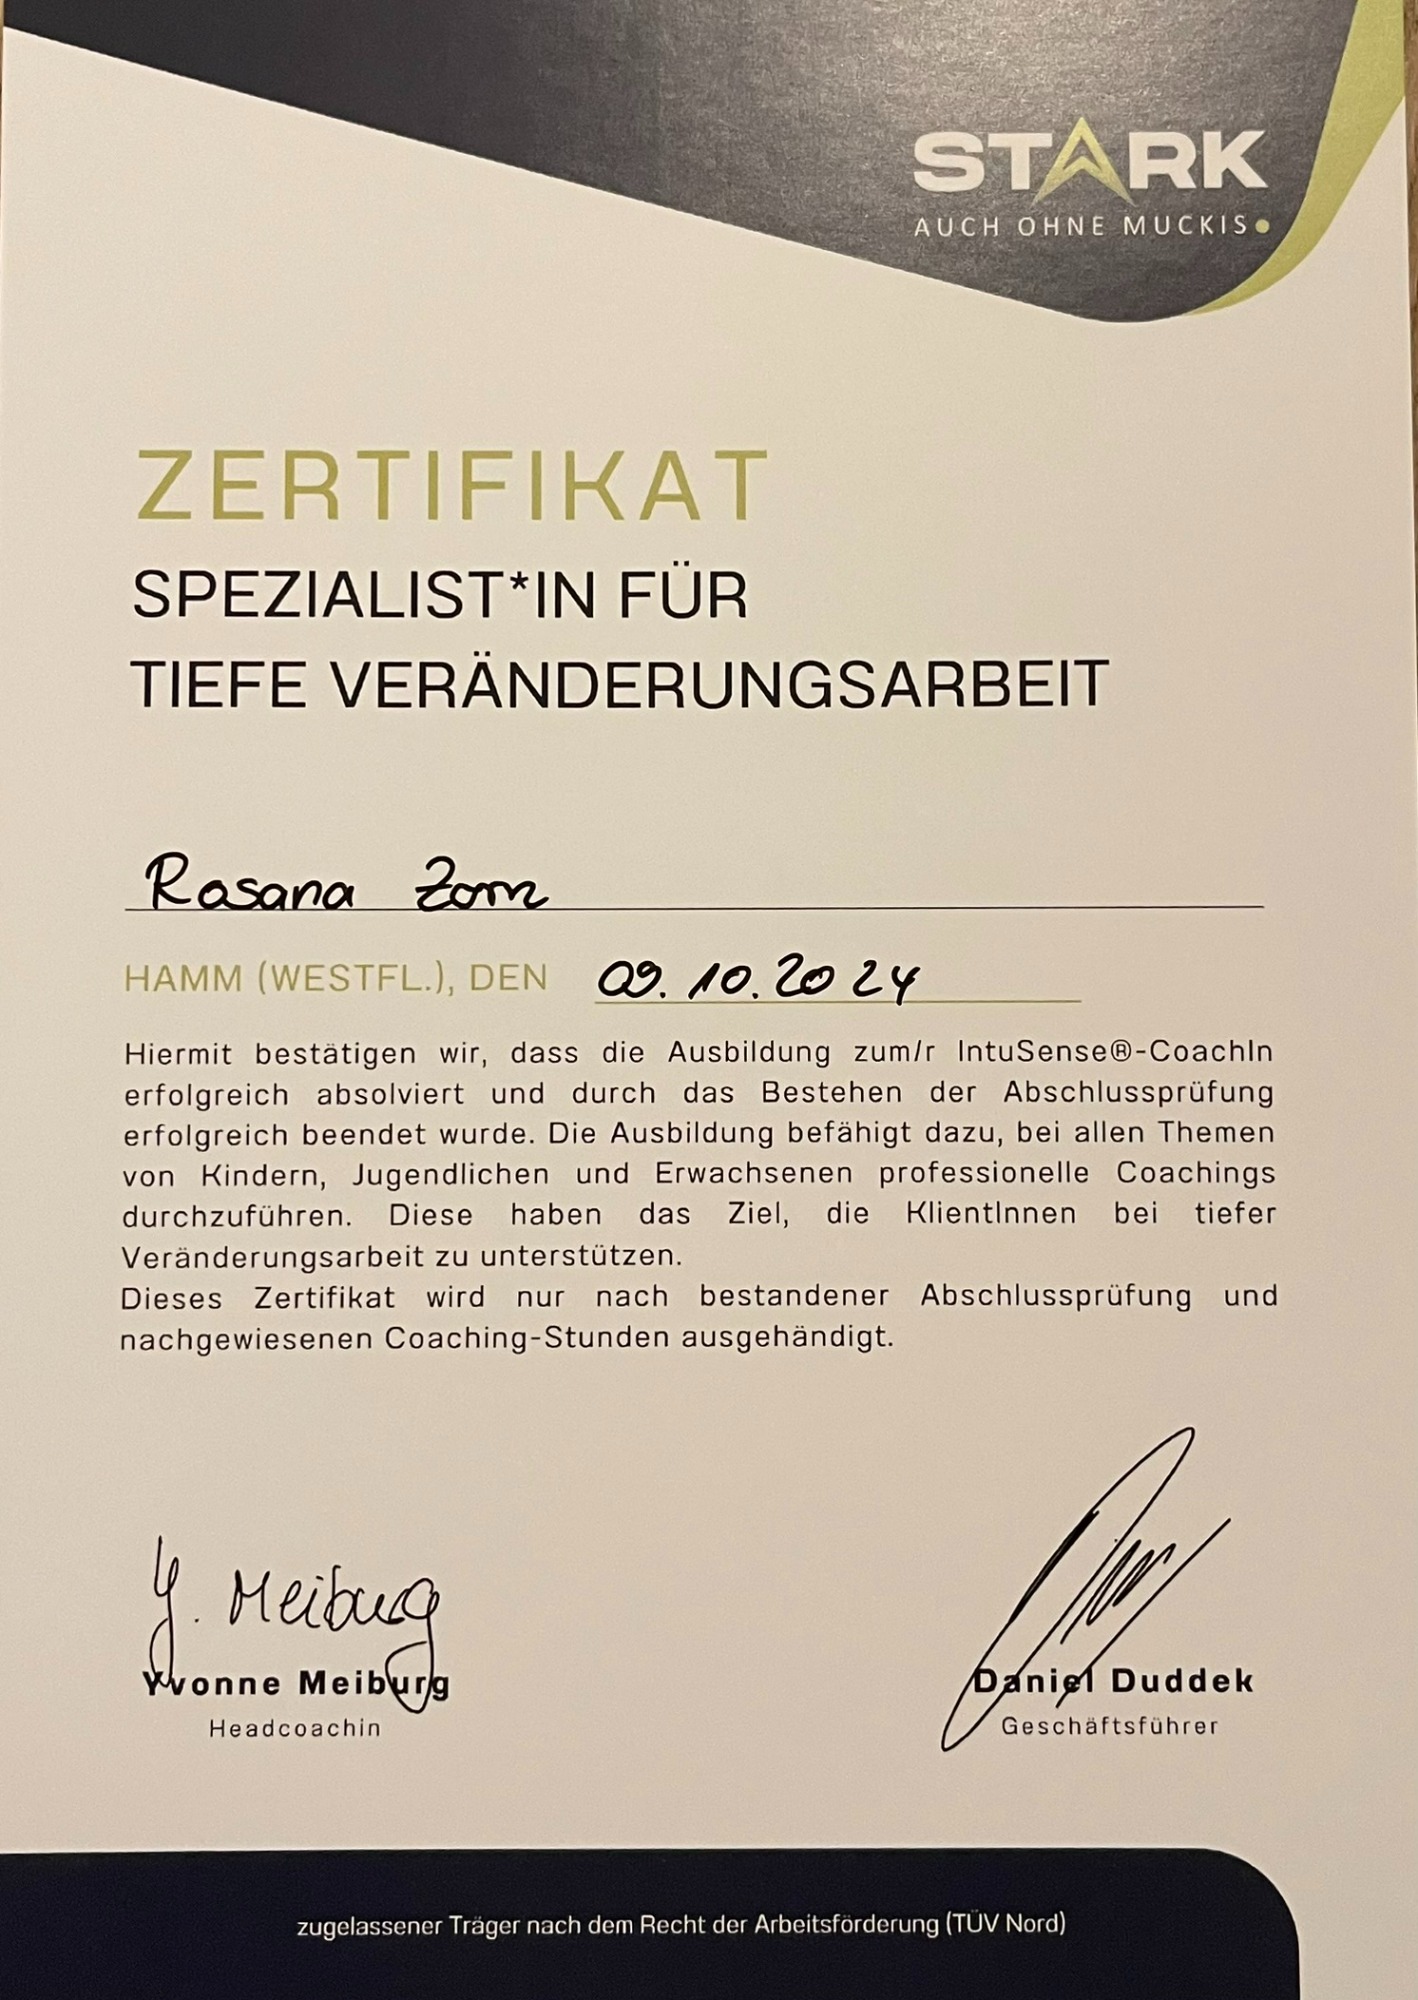 STARK
AUCH OHNE MUCKIS
ZERTIFIKAT
SPEZIALIST*IN FÜR
TIEFE VERÄNDERUNGSARBEIT
Rosana Zorn
HAMM (WESTFL.), DEN 09.10.2024
Hiermit bestätigen wir, dass die Ausbildung zum/r IntuSense®-CoachIn
erfolgreich absolviert und durch das Bestehen der Abschlussprüfung
erfolgreich beendet wurde. Die Ausbildung befähigt dazu, bei allen Themen
von Kindern, Jugendlichen und Erwachsenen professionelle Coachings
durchzuführen. Diese haben das Ziel, die KlientInnen bei tiefer
Veränderungsarbeit zu unterstützen.
Dieses Zertifikat wird nur nach bestandener Abschlussprüfung und
nachgewiesenen Coaching-Stunden ausgehändigt.
Y. Meiburg
Yvonne Meiburg
Headcoachin
Daniel Duddek
Geschäftsführer
zugelassener Träger nach dem Recht der Arbeitsförderung (TÜV Nord)